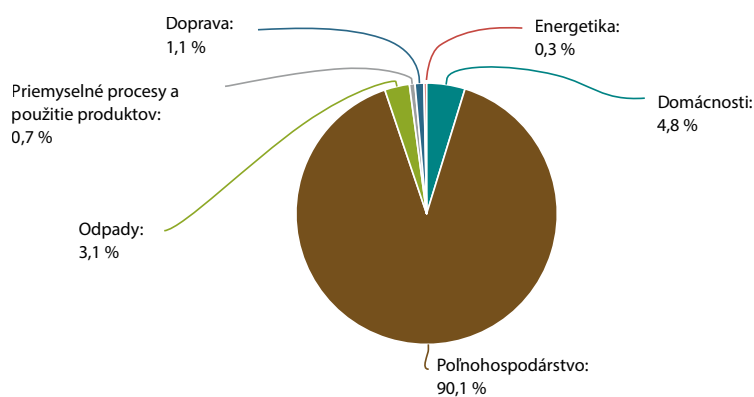 Doprava:
1,1 %
Energetika:
0,3 %
Priemyselné procesy a
použitie produktov:
0,7 %
Domácnosti:
4,8 %
Odpady:
3,1 %
Poľnohospodárstvo:
90,1 %